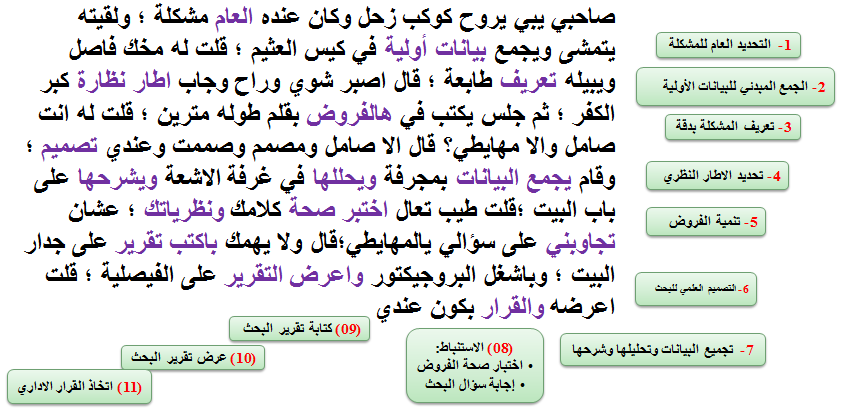 صاحبي يبي يروح كوكب زحل وكان عنده العام مشكلة ؛ ولقيته
يتمشى ويجمع بيانات أولية في كيس العثيم ؛ قلت له مخك فاصل
ويبيله تعريف طابعة ؛ قال اصبر شوي وراح وجاب اطار نظارة كبر
الكفر ؛ ثم جلس يكتب في هالفروض بقلم طوله مترين ؛ قلت له انت
صامل والا مهايطي؟ قال الا صامل ومصمم وصممت وعندي تصميم ؛
وقام يجمع البيانات بمجرفة ويحللها في غرفة الاشعة ويشرحها على
باب البيت ؛قلت طيب تعال اختبر صحة كلامك ونظرياتك ؛ عشان
تجاوبني على سؤالي يالمهايطي؛قال ولا يهمك باكتب تقرير على جدار
البيت ؛ وباشغل البروجيكتور واعرض التقرير على الفيصلية ؛ قلت
اعرضه والقرار بكون عندي
1- التحديد العام للمشكلة
2- الجمع المبدئي للبيانات الأولية
3- تعريف المشكلة بدقة
4- تحديد الاطار النظري
5- تنمية الفروض
6- التصميم العلمي للبحث
7- تجميع البيانات وتحليلها وشرحها
(08) الاستنباط:
• اختبار صحة الفروض
• إجابة سؤال البحث
(09) كتابة تقرير البحث
(10) عرض تقرير البحث
(11) اتخاذ القرار الاداري